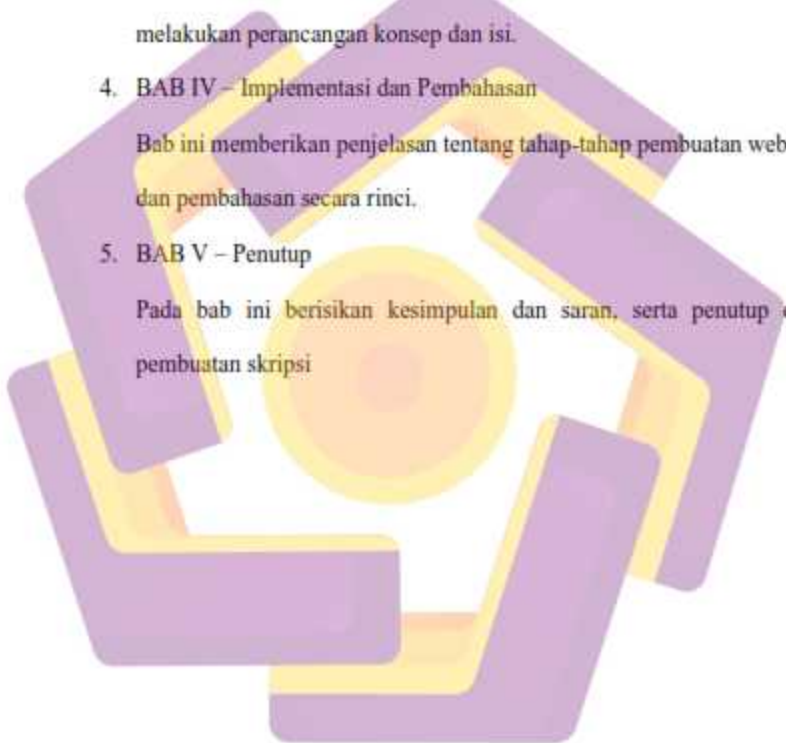 melakukan perancangan konsep dan isi.
4. BAB IV – Implementasi dan Pembahasan
Bab ini memberikan penjelasan tentang tahap-tahap pembuatan web
dan pembahasan secara rinci.
5. BAB V – Penutup
Pada bab ini berisikan kesimpulan dan saran, serta penutup
pembuatan skripsi